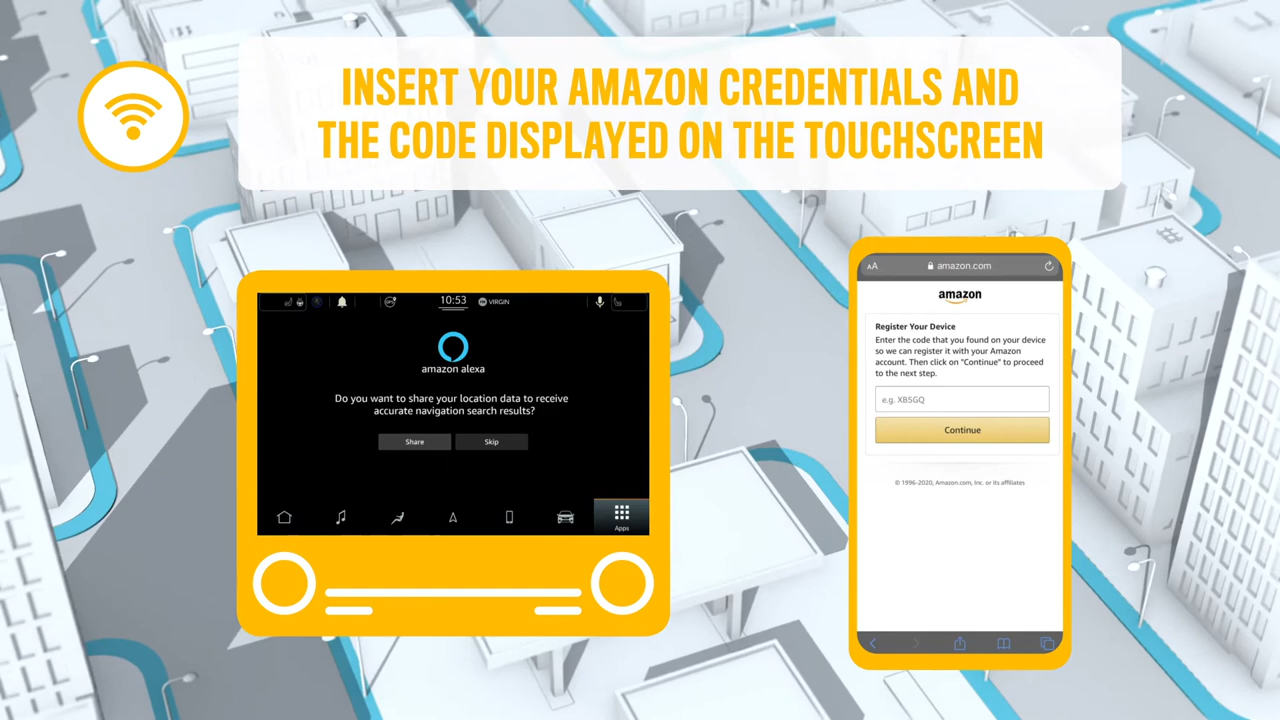 INSERT YOUR AMAZON CREDENTIALS AND
THE CODE DISPLAYED ON THE TOUCHSCREEN
10:53
VIRGIN
amazon alexa
Do you want to share your location data to receive
accurate navigation search results?
Share
Skip
Apps
AA
amazon.com
amazon
Register Your Device
Enter the code that you found on your device
so we can register it with your Amazon
account. Then click on "Continue" to proceed
to the next step.
e.g. XB5GQ
Continue
© 1996-2020, Amazon.com, Inc. or its affiliates